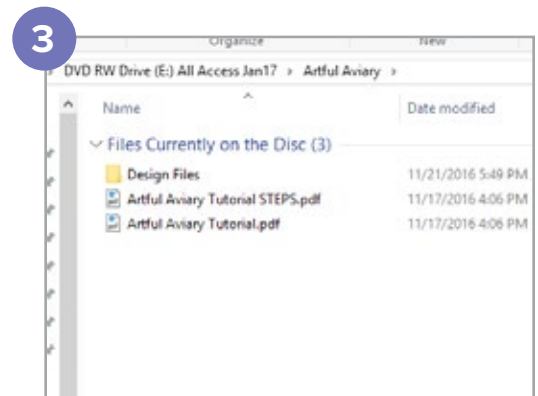 3
Organize New
DVD RW Drive (E:) All Access Jan17 › Artful Aviary ›
Name Date modified
Files Currently on the Disc (3)
Design Files 11/21/2016 5:49 PM
Artful Aviary Tutorial STEPS.pdf 11/17/2016 4:06 PM
Artful Aviary Tutorial.pdf 11/17/2016 4:06 PM